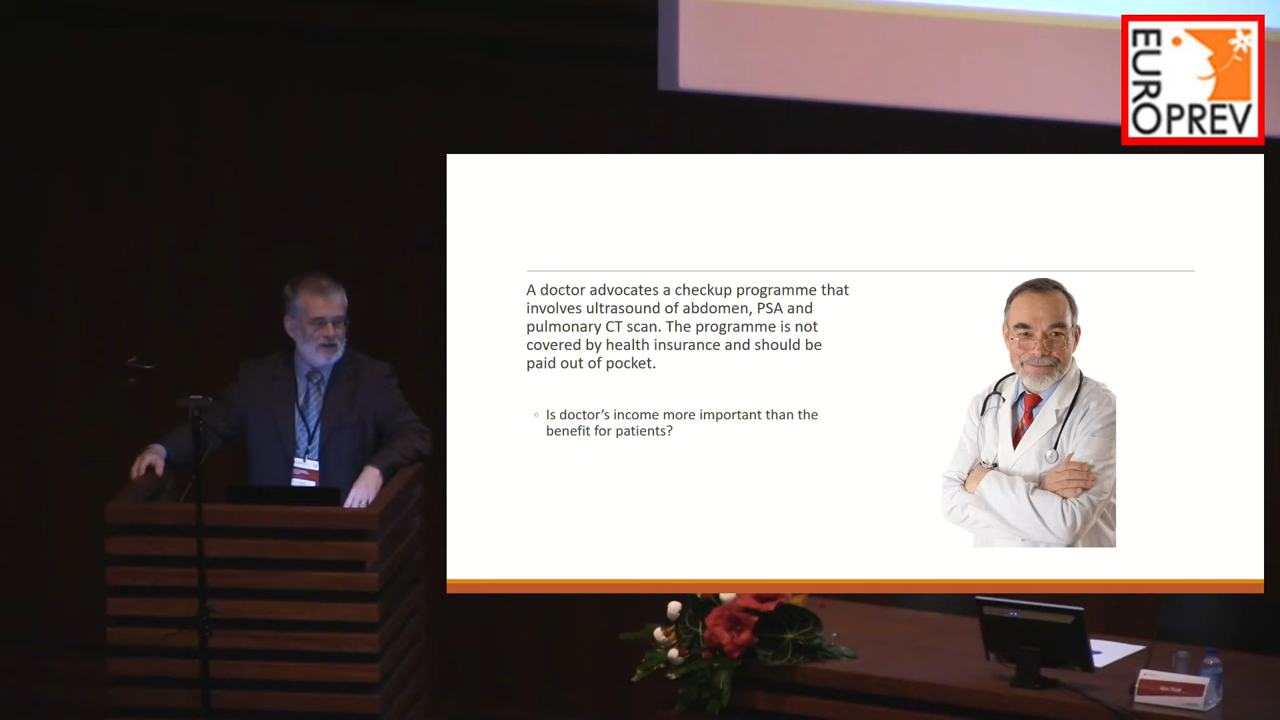 EUROPREV
A doctor advocates a checkup programme that
involves ultrasound of abdomen, PSA and
pulmonary CT scan. The programme is not
covered by health insurance and should be
paid out of pocket.
◦ Is doctor’s income more important than the
benefit for patients?